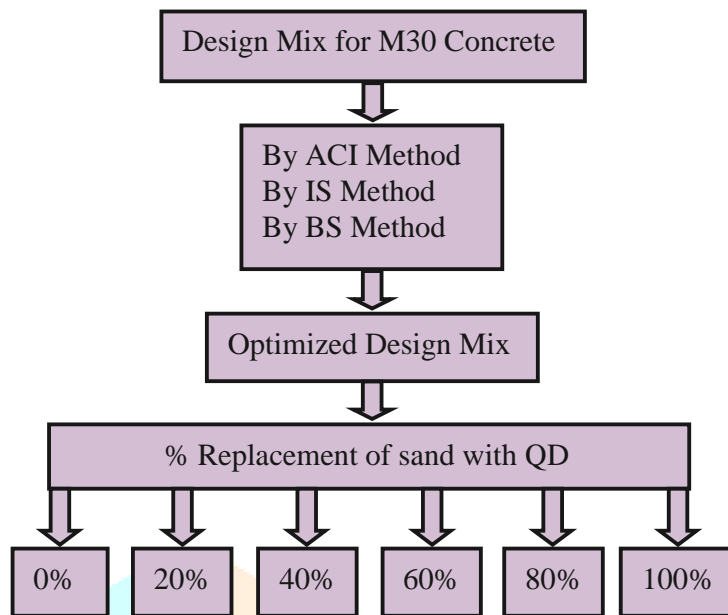 Design Mix for M30 Concrete
By ACI Method
By IS Method
By BS Method
Optimized Design Mix
% Replacement of sand with QD
0% 20% 40% 60% 80% 100%